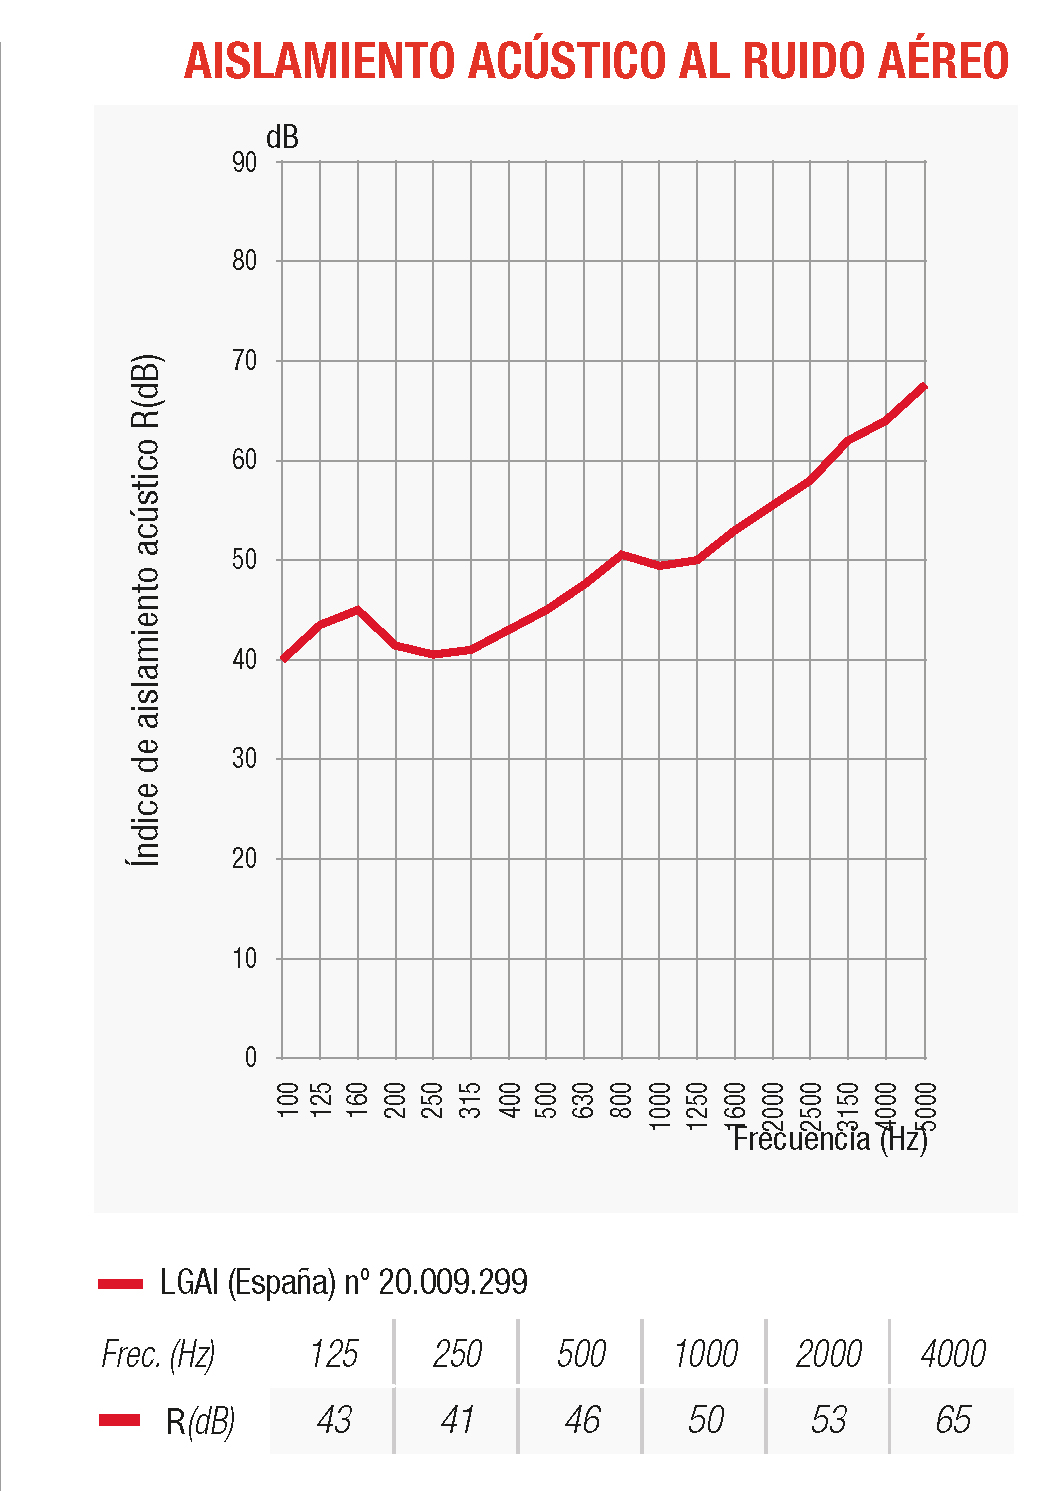 AISLAMIENTO ACÚSTICO AL RUIDO AÉREO
dB
90
80
70
60
50
40
30
20
10
0
Índice de aislamiento acústico R(dB)
100 125 160 200 250 315 400 500 630 800 1000 1250 1600 2000 2500 3150 4000 5000
Frecuencia (Hz)
LGAI (España) nº 20.009.299
Frec. (Hz) 125 250 500 1000 2000 4000
R(dB) 43 41 46 50 53 65